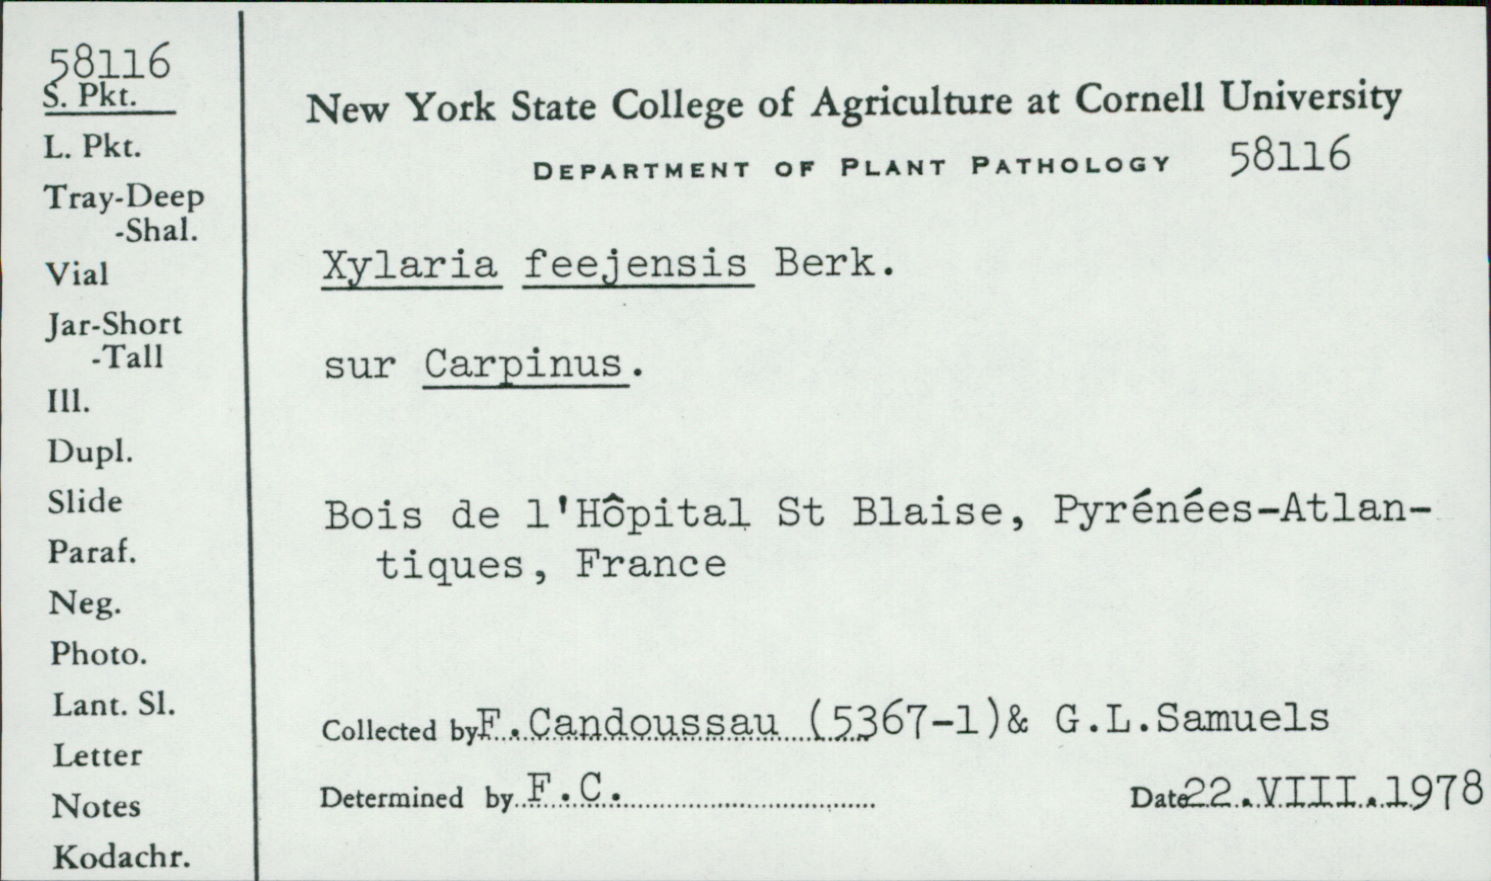 58116
S. Pkt.
L. Pkt.
Tray-Deep
-Shal.
Vial
Jar-Short
-Tall
Ill.
Dupl.
Slide
Paraf.
Neg.
Photo.
Lant. Sl.
Letter
Notes
Kodachr.
New York State College of Agriculture at Cornell University
DEPARTMENT OF PLANT PATHOLOGY 58116
Xylaria feejensis Berk.
sur Carpinus.
Bois de l'Hôpital St Blaise, Pyrénées-Atlan-
tiques, France
Collected by F. Candoussau (5367-1)& G.L.Samuels
Determined by F.C. Date 22.VIII.1978